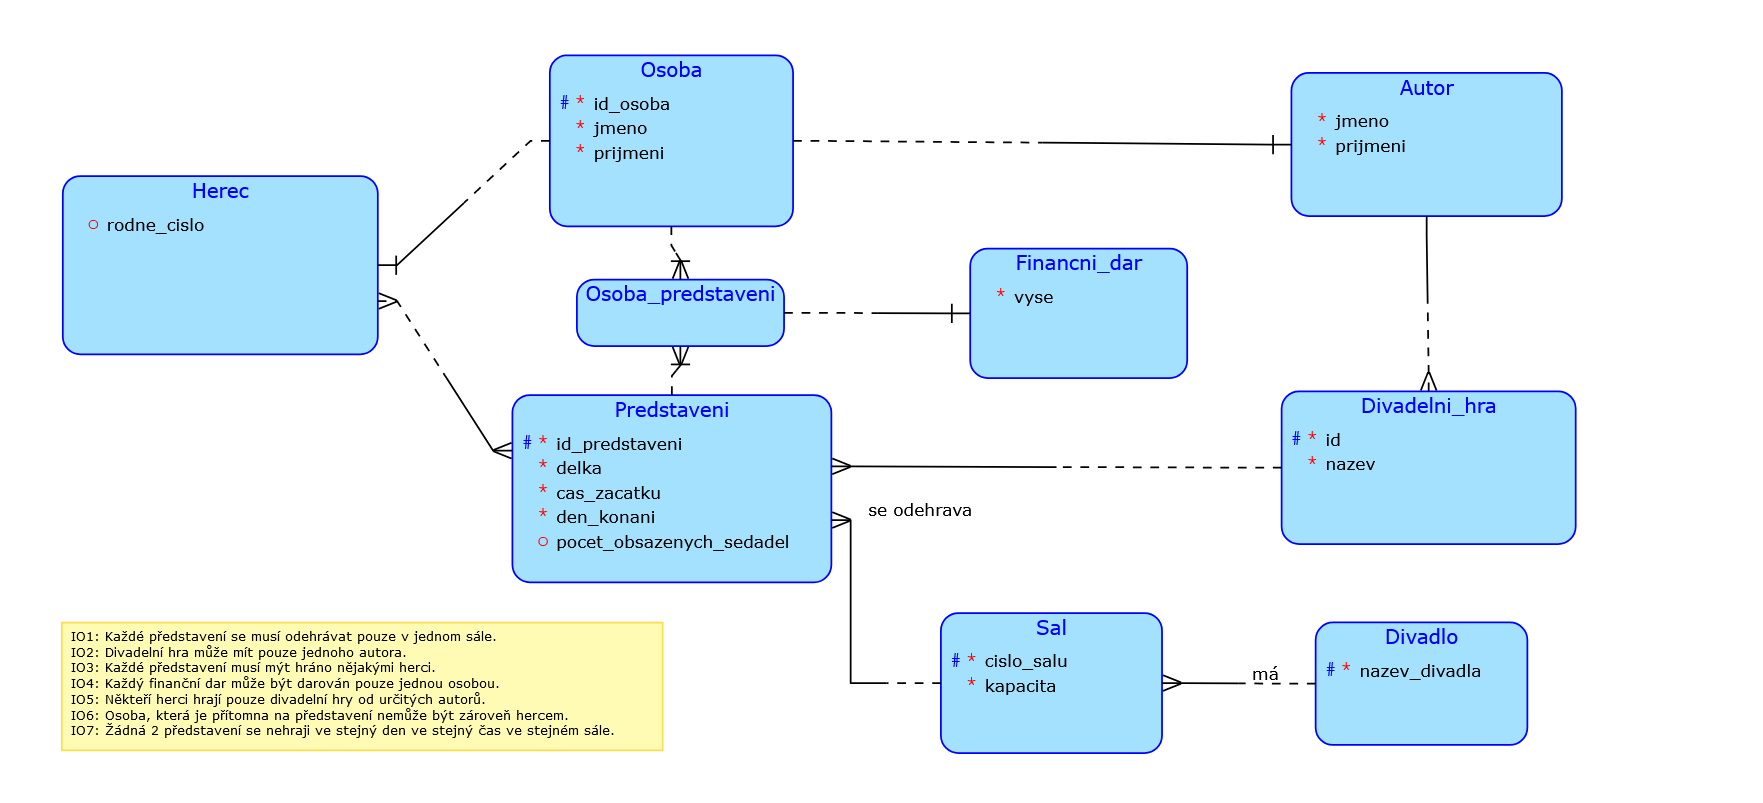 Osoba
# * id_osoba
* jmeno
* prijmeni
Autor
* jmeno
* prijmeni
Herec
o rodne_cislo
Osoba_predstaveni
Financni_dar
* vyse
Predstaveni
# * id_predstaveni
* delka
* cas_zacatku
* den_konani
o pocet_obsazenych_sedadel
Divadelni_hra
# * id
* nazev
se odehrava
Sal
# * cislo_salu
* kapacita
má
Divadlo
# * nazev_divadla
IO1: Každé představení se musí odehrávat pouze v jednom sále.
IO2: Divadelní hra může mít pouze jednoho autora.
IO3: Každé představení musí mýt hráno nějakými herci.
IO4: Každý finanční dar může být darován pouze jednou osobou.
IO5: Někteří herci hrají pouze divadelní hry od určitých autorů.
IO6: Osoba, která je přítomna na představení nemůže být zároveň hercem.
IO7: Žádná 2 představení se nehraji ve stejný den ve stejný čas ve stejném sále.